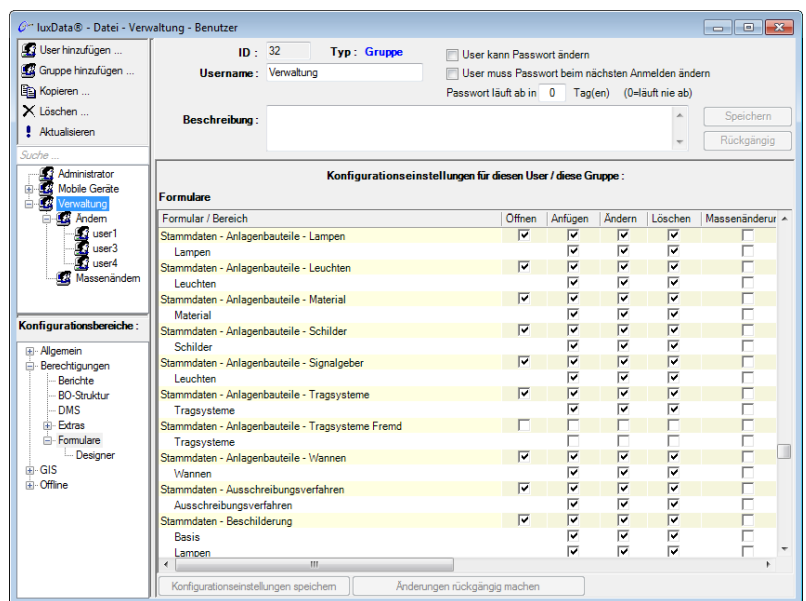 luxData® - Datei - Verwaltung - Benutzer
User hinzufügen ...
Gruppe hinzufügen ...
Kopieren ...
Löschen ...
Aktualisieren
Suche ...
Administrator
Mobile Geräte
Verwaltung
Ändern
user1
user3
user4
Massenändern
Konfigurationsbereiche :
Allgemein
Berechtigungen
Berichte
BO-Struktur
DMS
Extras
Formulare
Designer
GIS
Offline
ID : 32 Typ : Gruppe
Username : Verwaltung
User kann Passwort ändern
User muss Passwort beim nächsten Anmelden ändern
Passwort läuft ab in 0 Tag(en) (0=läuft nie ab)
Beschreibung :
Speichern
Rückgängig
Konfigurationseinstellungen für diesen User / diese Gruppe :
Formulare
Formular / Bereich Öffnen Anfügen Ändern Löschen Massenänderur
Stammdaten - Anlagenbauteile - Lampen
Lampen
Stammdaten - Anlagenbauteile - Leuchten
Leuchten
Stammdaten - Anlagenbauteile - Material
Material
Stammdaten - Anlagenbauteile - Schilder
Schilder
Stammdaten - Anlagenbauteile - Signalgeber
Leuchten
Stammdaten - Anlagenbauteile - Tragsysteme
Tragsysteme
Stammdaten - Anlagenbauteile - Tragsysteme Fremd
Tragsysteme
Stammdaten - Anlagenbauteile - Wannen
Wannen
Stammdaten - Ausschreibungsverfahren
Ausschreibungsverfahren
Stammdaten - Beschilderung
Basis
Lampen
Konfigurationseinstellungen speichern
Änderungen rückgängig machen